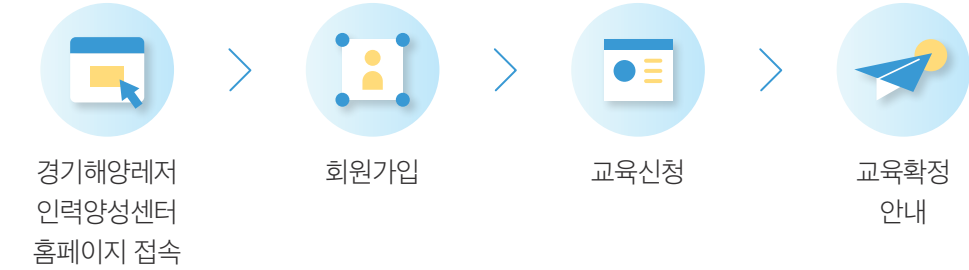 경기해양레저
인력양성센터
홈페이지 접속
회원가입
교육신청
교육확정
안내